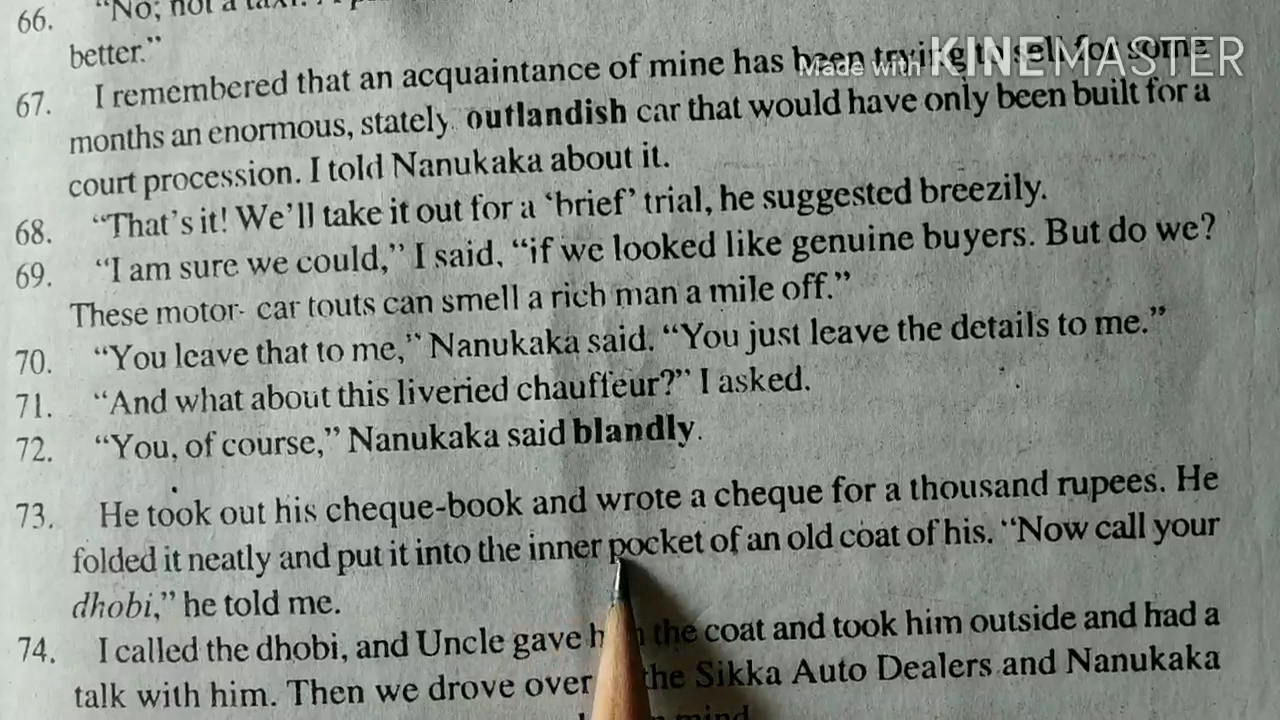 66. "No; not a
better."
Made with KINEMASTER
67. I remembered that an acquaintance of mine has been trying to sell for some
months an enormous, stately outlandish car that would have only been built for a
court procession. I told Nanukaka about it.
68. "That's it! We'll take it out for a 'brief' trial, he suggested breezily.
69. "I am sure we could," I said, "if we looked like genuine buyers. But do we?
These motor- car touts can smell a rich man a mile off."
70. "You leave that to me," Nanukaka said. "You just leave the details to me."
71. "And what about this liveried chauffeur?" I asked.
72. "You, of course," Nanukaka said blandly.
73. He took out his cheque-book and wrote a cheque for a thousand rupees. He
folded it neatly and put it into the inner pocket of an old coat of his. "Now call your
dhobi," he told me.
74. I called the dhobi, and Uncle gave the coat and took him outside and had a
talk with him. Then we drove over the Sikka Auto Dealers and Nanukaka
mind